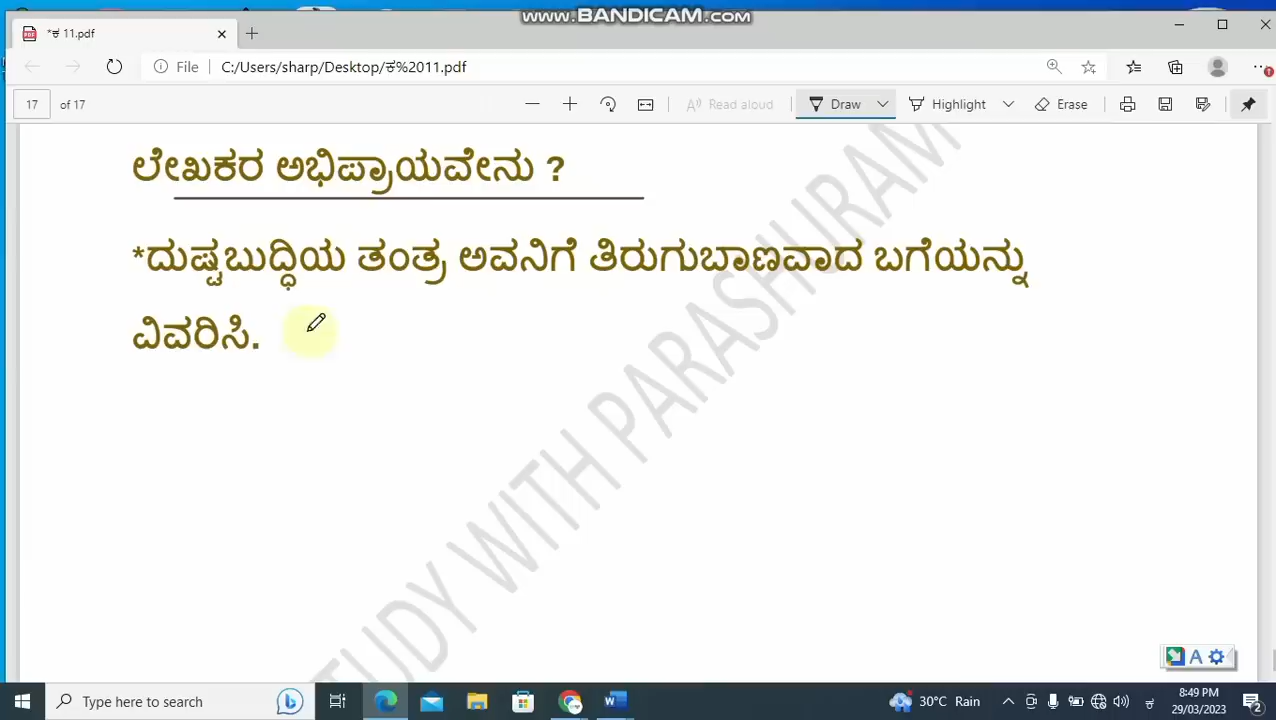 www.BANDICAM.com
*ಕ 11.pdf
File C:/Users/sharp/Desktop/ಕ%2011.pdf
17 of 17 Read aloud Draw Highlight Erase
ಲೇಖಕರ ಅಭಿಪ್ರಾಯವೇನು ?
*ದುಷ್ಟಬುದ್ಧಿಯ ತಂತ್ರ ಅವನಿಗೆ ತಿರುಗುಬಾಣವಾದ ಬಗೆಯನ್ನು
ವಿವರಿಸಿ.
STUDY WITH PARASHURAM
A
Type here to search
30°C Rain
8:49 PM
29/03/2023
2